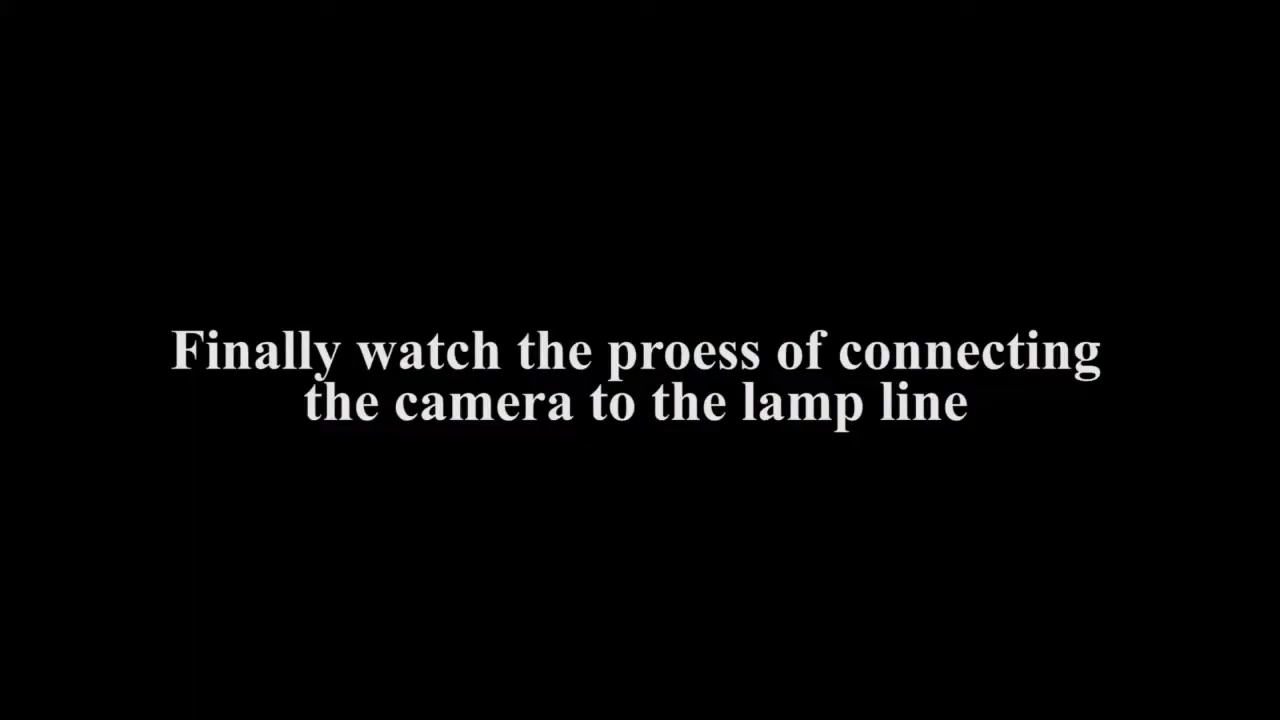 Finally watch the proess of connecting
the camera to the lamp line